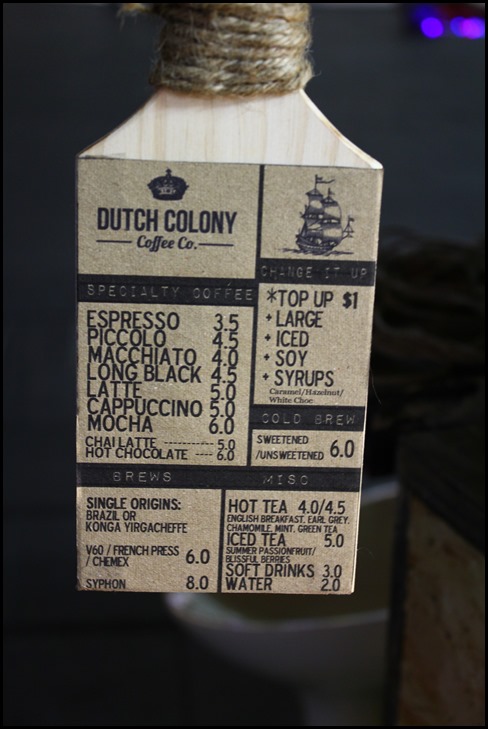 DUTCH COLONY
Coffee Co.
SPECIALTY COFFEE
ESPRESSO 3.5
PICCOLO 4.5
MACCHIATO 4.0
LONG BLACK 4.5
LATTE 5.0
CAPPUCCINO 5.0
MOCHA 6.0
CHAI LATTE ---------- 5.0
HOT CHOCOLATE ---- 6.0
CHANGE IT UP
*TOP UP $1
+ LARGE
+ ICED
+ SOY
+ SYRUPS
Caramel/Hazelnut/
White Choc
COLD BREW
SWEETENED
/UNSWEETENED 6.0
BREWS
SINGLE ORIGINS:
BRAZIL OR
KONGA YIRGACHEFFE
V60 / FRENCH PRESS
/ CHEMEX 6.0
SYPHON 8.0
MISC
HOT TEA 4.0/4.5
ENGLISH BREAKFAST, EARL GREY,
CHAMOMILE, MINT, GREEN TEA
ICED TEA 5.0
SUMMER PASSIONFRUIT/
BLISSFUL BERRIES
SOFT DRINKS 3.0
WATER 2.0